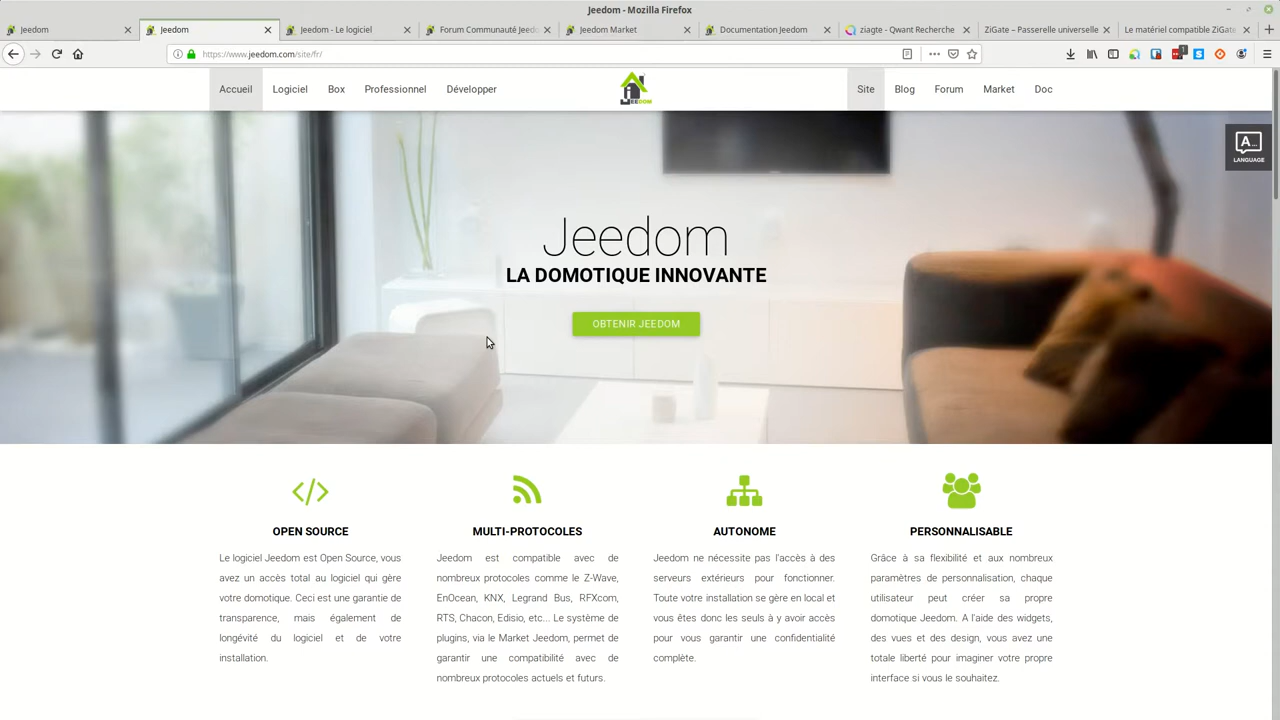 Jeedom - Mozilla Firefox
Jeedom
Jeedom
Jeedom - Le logiciel
Forum Communauté Jeed
Jeedom Market
Documentation Jeedom
ziagte - Qwant Recherche
ZiGate – Passerelle universelle
Le matériel compatible ZiGate
https://www.jeedom.com/site/fr/
1
Accueil
Logiciel
Box
Professionnel
Développer
JEEDOM
Site
Blog
Forum
Market
Doc
A...
LANGUAGE
Jeedom
LA DOMOTIQUE INNOVANTE
OBTENIR JEEDOM
OPEN SOURCE
Le logiciel Jeedom est Open Source, vous
avez un accès total au logiciel qui gère
votre domotique. Ceci est une garantie de
transparence, mais également de
longévité du logiciel et de votre
installation.
MULTI-PROTOCOLES
Jeedom est compatible avec de
nombreux protocoles comme le Z-Wave,
EnOcean, KNX, Legrand Bus, RFXcom,
RTS, Chacon, Edisio, etc... Le système de
plugins, via le Market Jeedom, permet de
garantir une compatibilité avec de
nombreux protocoles actuels et futurs.
AUTONOME
Jeedom ne nécessite pas l'accès à des
serveurs extérieurs pour fonctionner.
Toute votre installation se gère en local et
vous êtes donc les seuls à y avoir accès
pour vous garantir une confidentialité
complète.
PERSONNALISABLE
Grâce à sa flexibilité et aux nombreux
paramètres de personnalisation, chaque
utilisateur peut créer sa propre
domotique Jeedom. A l'aide des widgets,
des vues et des design, vous avez une
totale liberté pour imaginer votre propre
interface si vous le souhaitez.